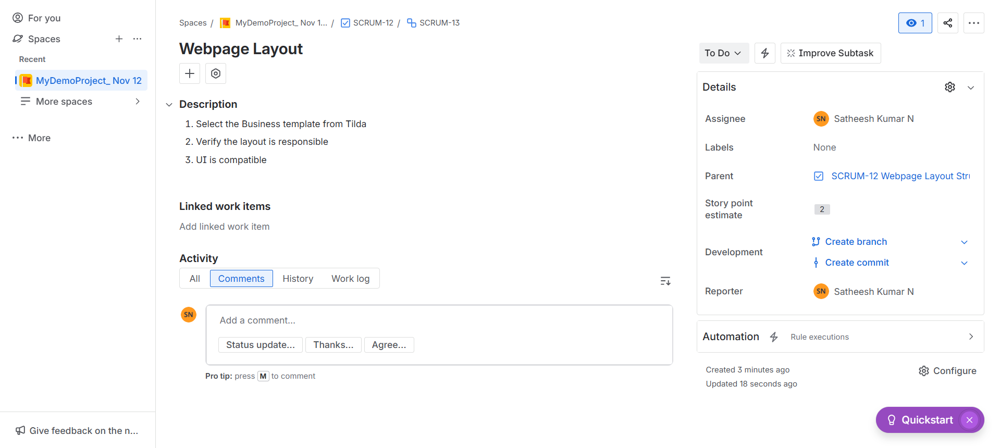 For you
Spaces
Recent
MyDemoProject_ Nov 12
More spaces
More
Give feedback on the n...
Spaces / MyDemoProject_ Nov 1... / SCRUM-12 / SCRUM-13
1
Webpage Layout
Description
1. Select the Business template from Tilda
2. Verify the layout is responsible
3. UI is compatible
Linked work items
Add linked work item
Activity
All Comments History Work log
SN
Add a comment...
Status update... Thanks... Agree...
Pro tip: press M to comment
To Do
Improve Subtask
Details
Assignee SN Satheesh Kumar N
Labels None
Parent SCRUM-12 Webpage Layout Str
Story point
estimate
2
Development
Create branch
Create commit
Reporter SN Satheesh Kumar N
Automation Rule executions
Created 3 minutes ago
Updated 18 seconds ago
Configure
Quickstart